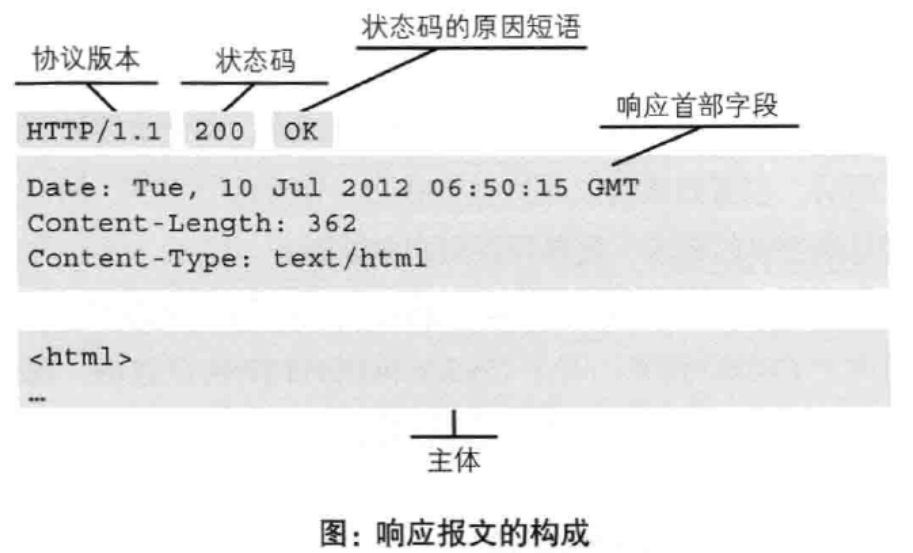 状态码的原因短语
协议版本 状态码
响应首部字段
HTTP/1.1 200 OK
Date: Tue, 10 Jul 2012 06:50:15 GMT
Content-Length: 362
Content-Type: text/html
<html>
…
主体
图：响应报文的构成